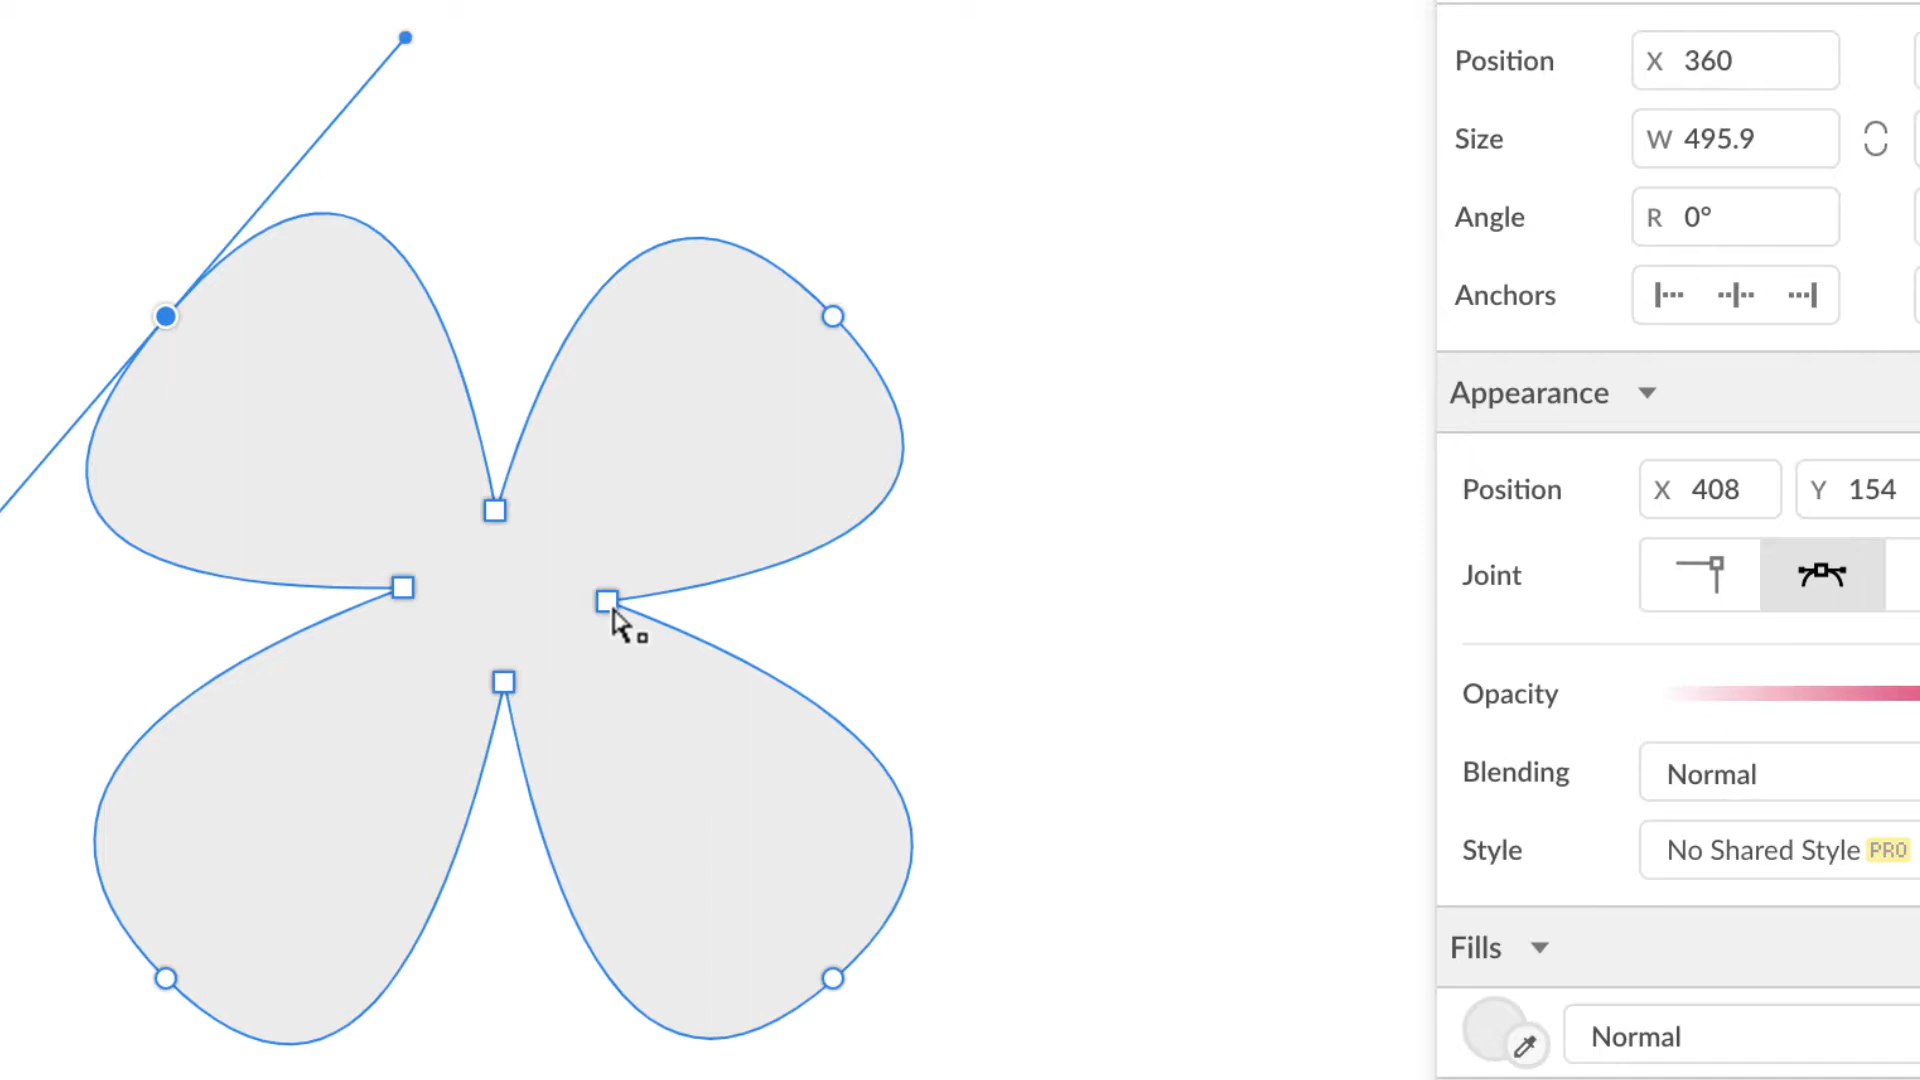 Position X 360
Size W 495.9
Angle R 0°
Anchors
Appearance
Position X 408 Y 154
Joint
Opacity
Blending Normal
Style No Shared Style PRO
Fills
Normal